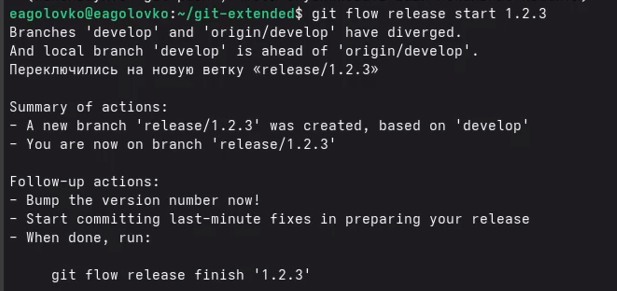 eagolovko@eagolovko:~/git-extended$ git flow release start 1.2.3
Branches 'develop' and 'origin/develop' have diverged.
And local branch 'develop' is ahead of 'origin/develop'.
Переключились на новую ветку «release/1.2.3»

Summary of actions:
- A new branch 'release/1.2.3' was created, based on 'develop'
- You are now on branch 'release/1.2.3'

Follow-up actions:
- Bump the version number now!
- Start committing last-minute fixes in preparing your release
- When done, run:

     git flow release finish '1.2.3'